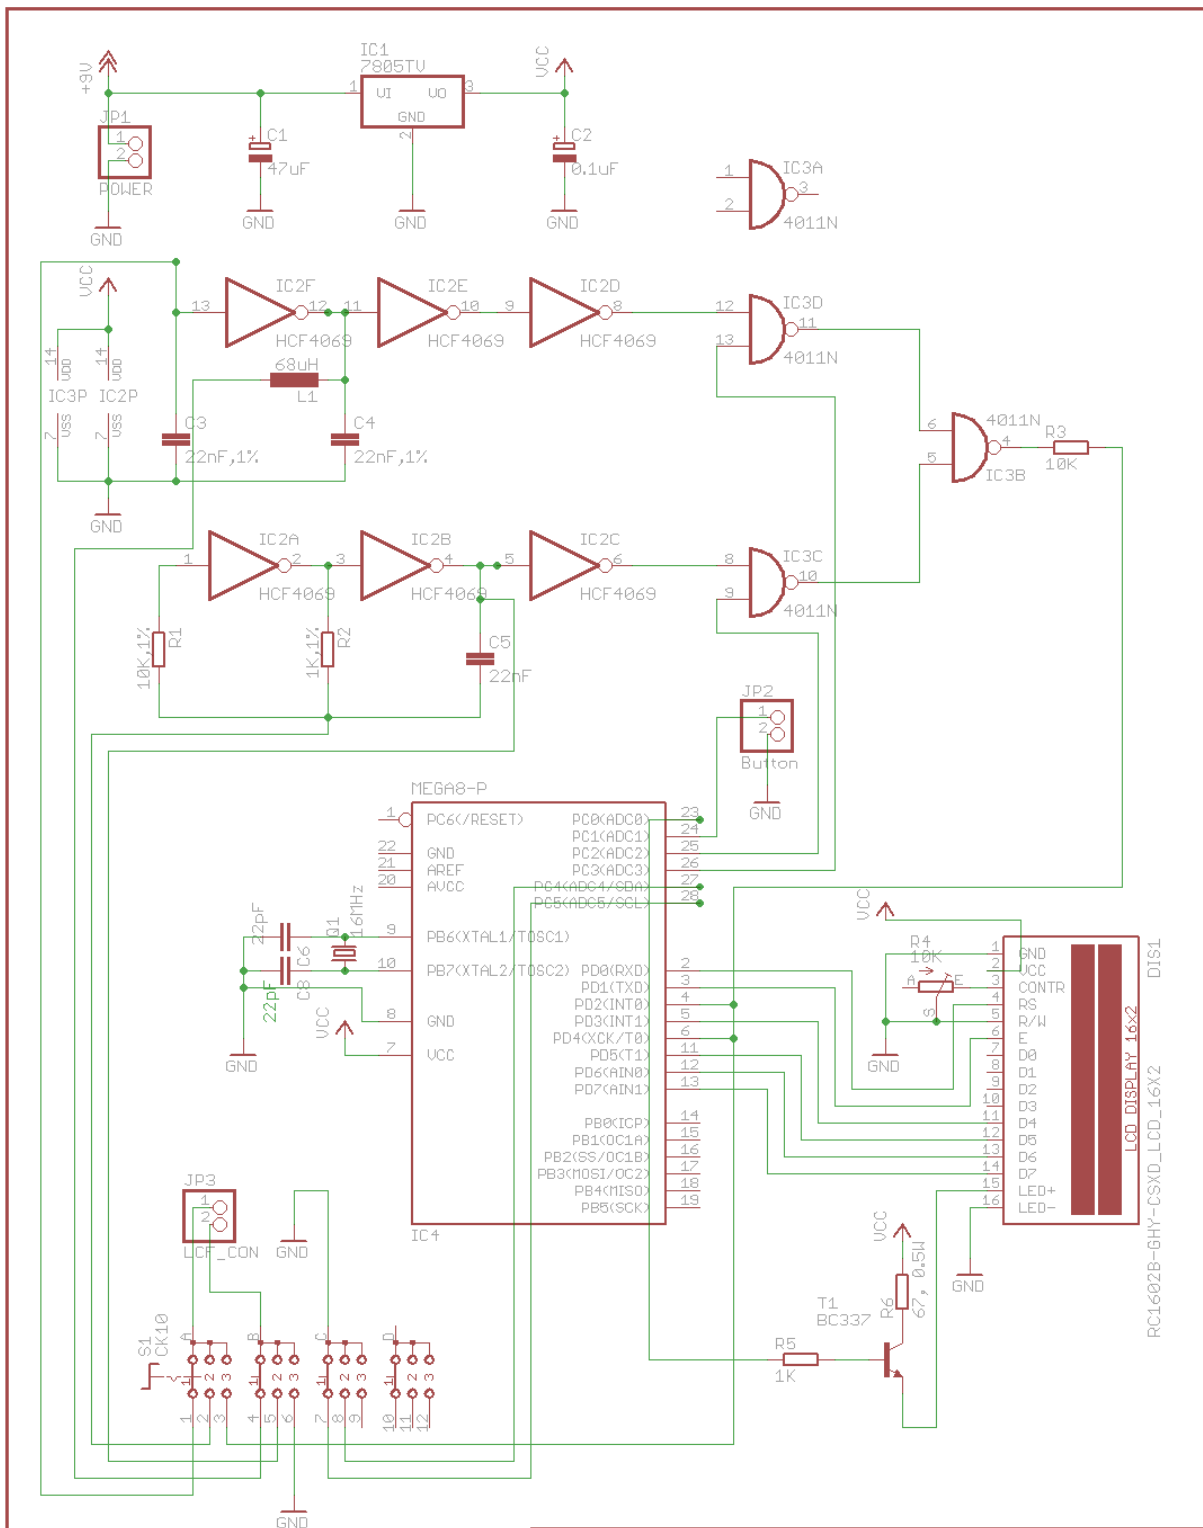 +9V
JP1
1
2
POWER
GND
C1
47uF
GND
IC1
7805TV
1
VI
VO
3
GND
2
GND
VCC
C2
0.1uF
GND
1
2
IC3A
3
4011N
VCC
14
VDD
14
VDD
IC3P
IC2P
7
VSS
7
VSS
GND
13
IC2F
12
HCF4069
11
IC2E
10
HCF4069
9
IC2D
8
HCF4069
12
13
IC3D
11
4011N
68uH
L1
C3
22nF,1%
C4
22nF,1%
6
5
4011N
4
IC3B
R3
10K
1
IC2A
2
HCF4069
3
IC2B
4
HCF4069
5
IC2C
6
HCF4069
8
9
IC3C
10
4011N
10K,1%
R1
1K,1%
R2
C5
22nF
JP2
1
2
Button
GND
MEGA8-P
1
PC6(/RESET)
22
GND
21
AREF
20
AVCC
9
PB6(XTAL1/TOSC1)
10
PB7(XTAL2/TOSC2)
8
GND
7
VCC
PC0(ADC0)
23
PC1(ADC1)
24
PC2(ADC2)
25
PC3(ADC3)
26
PC4(ADC4/SDA)
27
PC5(ADC5/SCL)
28
PD0(RXD)
2
PD1(TXD)
3
PD2(INT0)
4
PD3(INT1)
5
PD4(XCK/T0)
6
PD5(T1)
11
PD6(AIN0)
12
PD7(AIN1)
13
PB0(ICP)
14
PB1(OC1A)
15
PB2(SS/OC1B)
16
PB3(MOSI/OC2)
17
PB4(MISO)
18
PB5(SCK)
19
IC4
22pF
C6
Q1
16MHz
C8
22pF
VCC
GND
VCC
R4
10K
A
E
S
GND
1
GND
2
VCC
3
CONTR
4
RS
5
R/W
6
E
7
D0
8
D1
9
D2
10
D3
11
D4
12
D5
13
D6
14
D7
15
LED+
16
LED-
LCD DISPLAY 16x2
DIS1
RC1602B-GHY-CSXD_LCD_16X2
GND
JP3
1
2
LCF_CON
GND
S1
CK10
A
B
C
D
1
2
3
1
2
3
1
2
3
1
2
3
1
2
3
4
5
6
7
8
9
10
11
12
GND
VCC
R6
67, 0.5W
T1
BC337
R5
1K